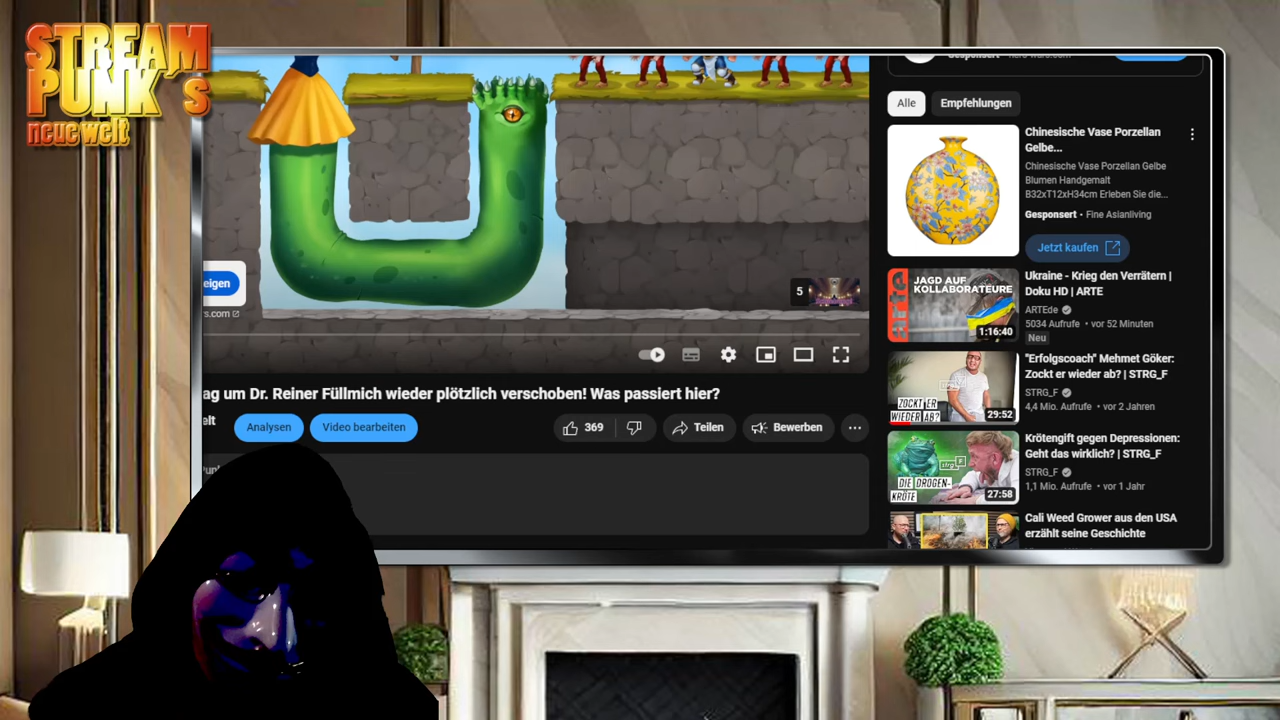 STREAM
PUNK´s
neue welt
Gesponsert
Alle
Empfehlungen
Chinesische Vase Porzellan
Gelbe...
Chinesische Vase Porzellan Gelbe
Blumen Handgemalt
B32xT12xH34cm Erleben Sie die...
Gesponsert • Fine Asianliving
Jetzt kaufen
eigen
rs.com
5
JAGD AUF
KOLLABORATEURE
arte
1:16:40
Ukraine - Krieg den Verrätern |
Doku HD | ARTE
ARTEde
5034 Aufrufe • vor 52 Minuten
Neu
ag um Dr. Reiner Füllmich wieder plötzlich verschoben! Was passiert hier?
elt
Analysen
Video bearbeiten
369
Teilen
Bewerben
ZOCKT ER
WIEDER AB?
29:52
"Erfolgscoach" Mehmet Göker:
Zockt er wieder ab? | STRG_F
STRG_F
4,4 Mio. Aufrufe • vor 2 Jahren
strg_F
DIE DROGEN-
KRÖTE
27:58
Krötengift gegen Depressionen:
Geht das wirklich? | STRG_F
STRG_F
1,1 Mio. Aufrufe • vor 1 Jahr
Cali Weed Grower aus den USA
erzählt seine Geschichte